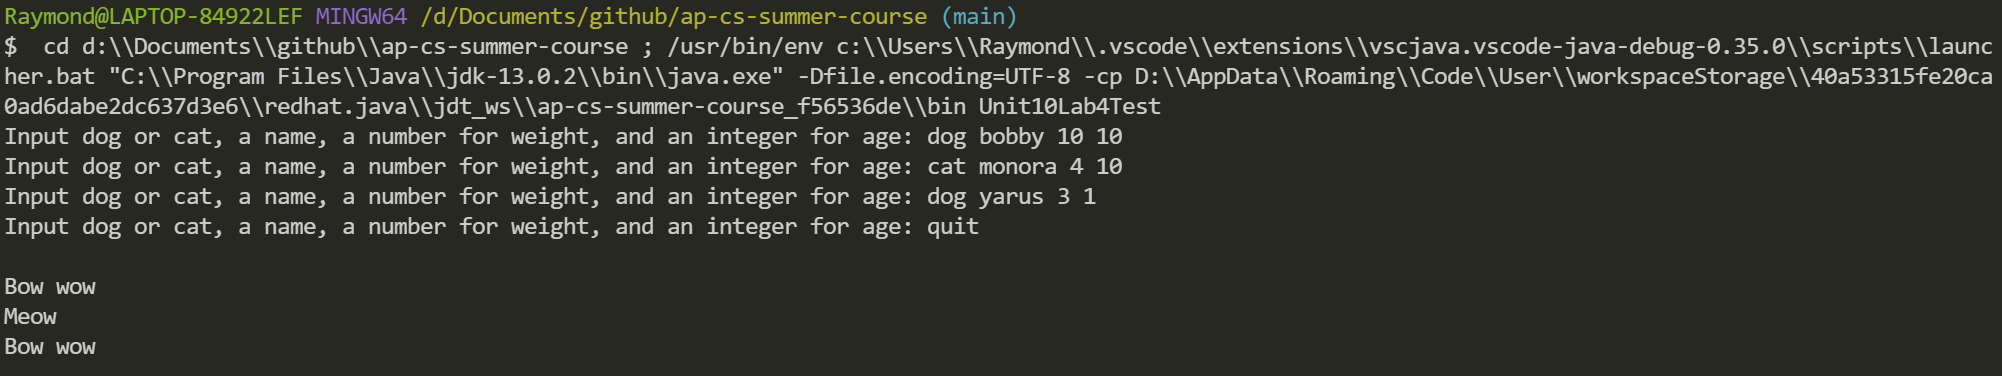 Raymond@LAPTOP-84922LEF MINGW64 /d/Documents/github/ap-cs-summer-course (main)
$  cd d:\\Documents\\github\\ap-cs-summer-course ; /usr/bin/env c:\\Users\\Raymond\\.vscode\\extensions\\vscjava.vscode-java-debug-0.35.0\\scripts\\launc
her.bat "C:\\Program Files\\Java\\jdk-13.0.2\\bin\\java.exe" -Dfile.encoding=UTF-8 -cp D:\\AppData\\Roaming\\Code\\User\\workspaceStorage\\40a53315fe20ca
0ad6dabe2dc637d3e6\\redhat.java\\jdt_ws\\ap-cs-summer-course_f56536de\\bin Unit10Lab4Test
Input dog or cat, a name, a number for weight, and an integer for age: dog bobby 10 10
Input dog or cat, a name, a number for weight, and an integer for age: cat monora 4 10
Input dog or cat, a name, a number for weight, and an integer for age: dog yarus 3 1
Input dog or cat, a name, a number for weight, and an integer for age: quit

Bow wow
Meow
Bow wow